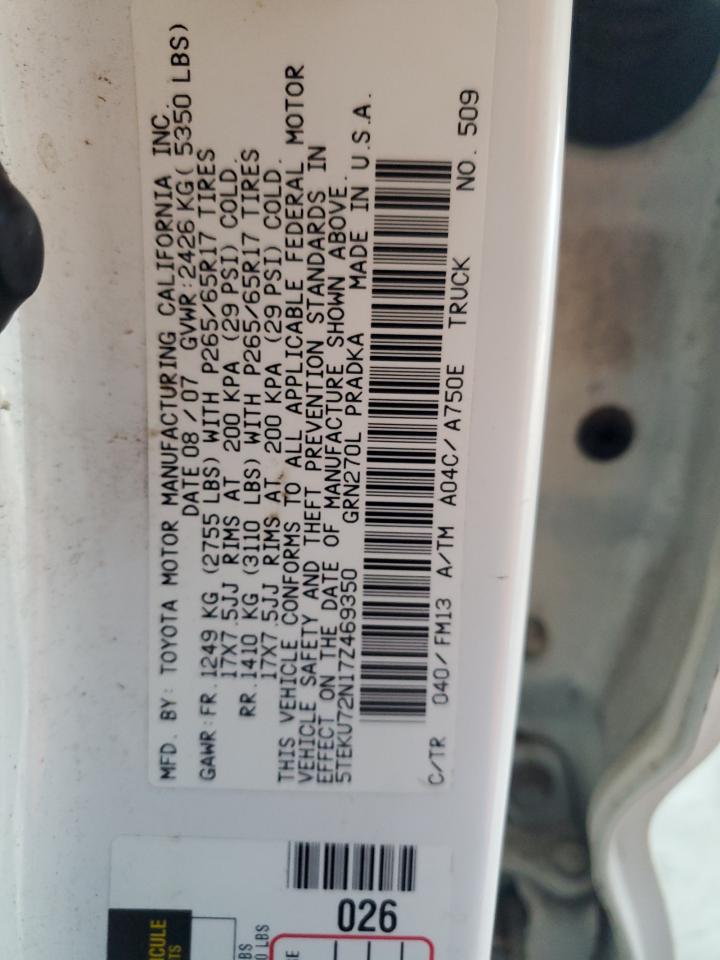 MFD. BY: TOYOTA MOTOR MANUFACTURING CALIFORNIA INC.
DATE 08/07 GVWR:2426 KG( 5350 LBS)
GAWR:FR.1249 KG (2755 LBS) WITH P265/65R17 TIRES
17X7.5JJ RIMS AT 200 KPA (29 PSI) COLD.
RR.1410 KG (3110 LBS) WITH P265/65R17 TIRES
17X7.5JJ RIMS AT 200 KPA (29 PSI) COLD.
THIS VEHICLE CONFORMS TO ALL APPLICABLE FEDERAL MOTOR
VEHICLE SAFETY AND THEFT PREVENTION STANDARDS IN
EFFECT ON THE DATE OF MANUFACTURE SHOWN ABOVE.
5TEKU72N17Z469350 GRN270L PRADKA MADE IN U.S.A.
C/TR 040/FM13 A/TM A04C/A750E TRUCK NO. 509
026
LBS
LBS